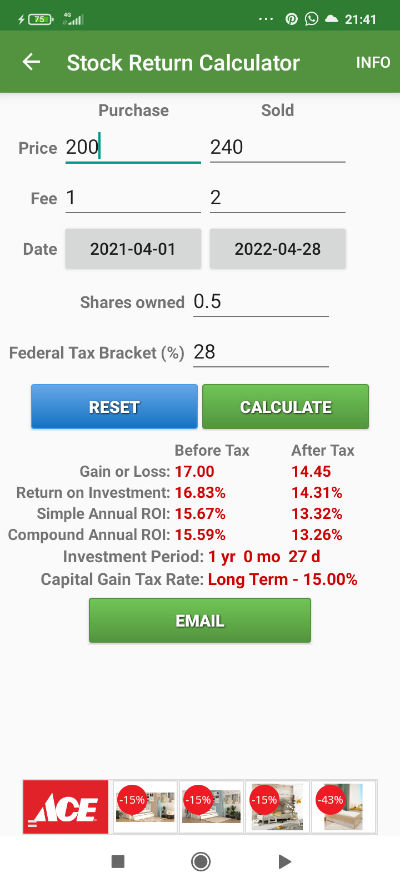 75 4G ... 21:41
Stock Return Calculator INFO
Purchase Sold
Price 200 240
Fee 1 2
Date 2021-04-01 2022-04-28
Shares owned 0.5
Federal Tax Bracket (%) 28
RESET CALCULATE
Before Tax After Tax
Gain or Loss: 17.00 14.45
Return on Investment: 16.83% 14.31%
Simple Annual ROI: 15.67% 13.32%
Compound Annual ROI: 15.59% 13.26%
Investment Period: 1 yr 0 mo 27 d
Capital Gain Tax Rate: Long Term - 15.00%
EMAIL
ACE -15% -15% -15% -43%